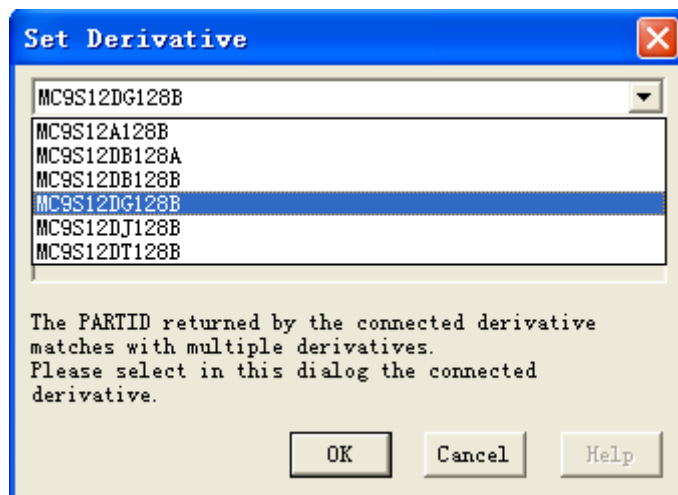 Set Derivative
MC9S12DG128B
MC9S12A128B
MC9S12DB128A
MC9S12DB128B
MC9S12DG128B
MC9S12DJ128B
MC9S12DT128B
The PARTID returned by the connected derivative
matches with multiple derivatives.
Please select in this dialog the connected
derivative.
OK
Cancel
Help